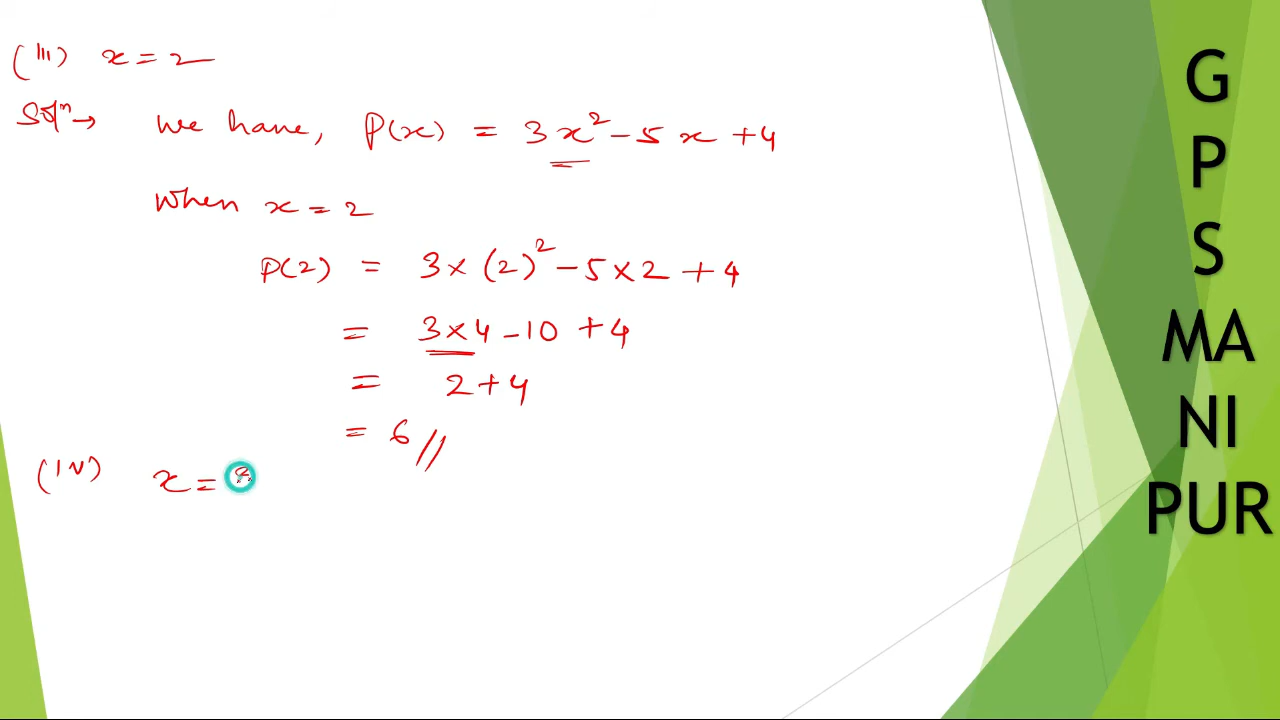 (III) x = 2
Solⁿ → We have, P(x) = 3x² - 5x + 4
When x = 2
P(2) = 3 × (2)² - 5 × 2 + 4
= 3 × 4 - 10 + 4
= 2 + 4
= 6 //
(IV) x =
G
P
S
MA
NI
PUR